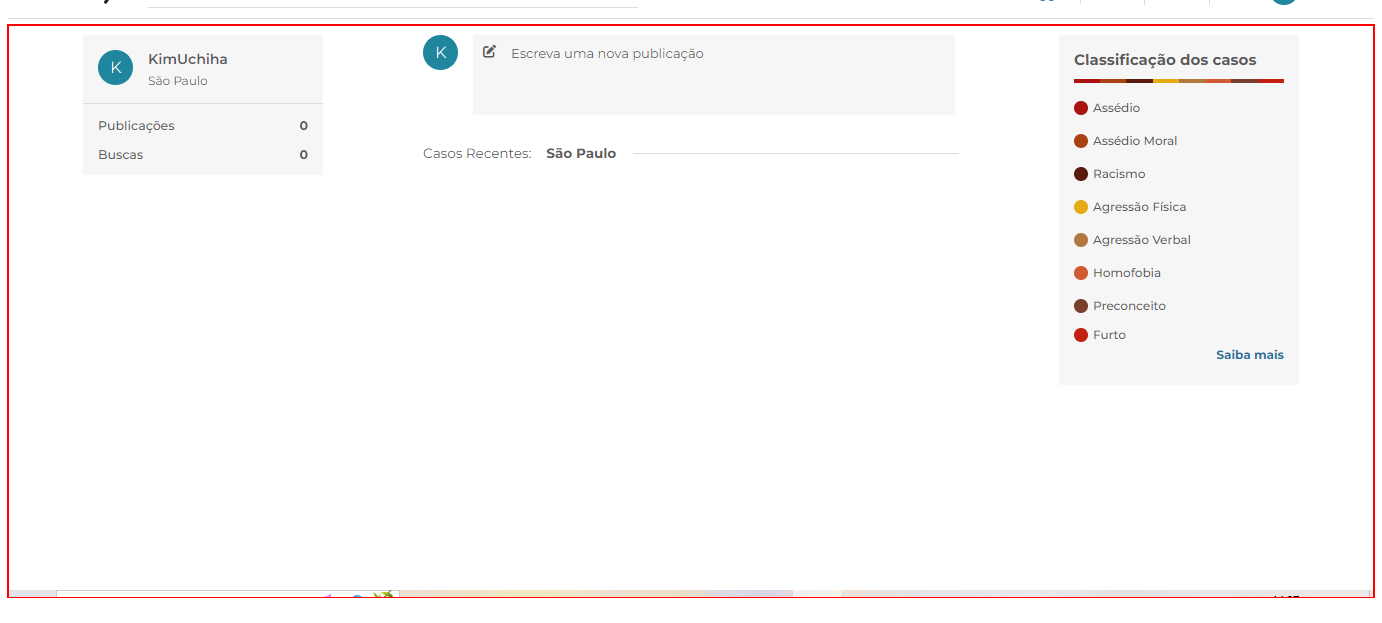 K
KimUchiha
São Paulo
Publicações 0
Buscas 0
K
Escreva uma nova publicação
Casos Recentes: São Paulo
Classificação dos casos
Assédio
Assédio Moral
Racismo
Agressão Física
Agressão Verbal
Homofobia
Preconceito
Furto
Saiba mais